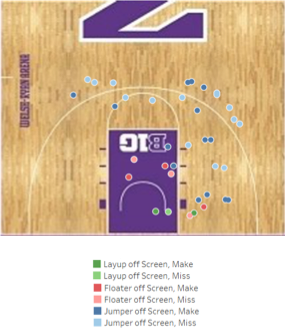 WELSH-RYAN ARENA
B1G
Layup off Screen, Make
Layup off Screen, Miss
Floater off Screen, Make
Floater off Screen, Miss
Jumper off Screen, Make
Jumper off Screen, Miss